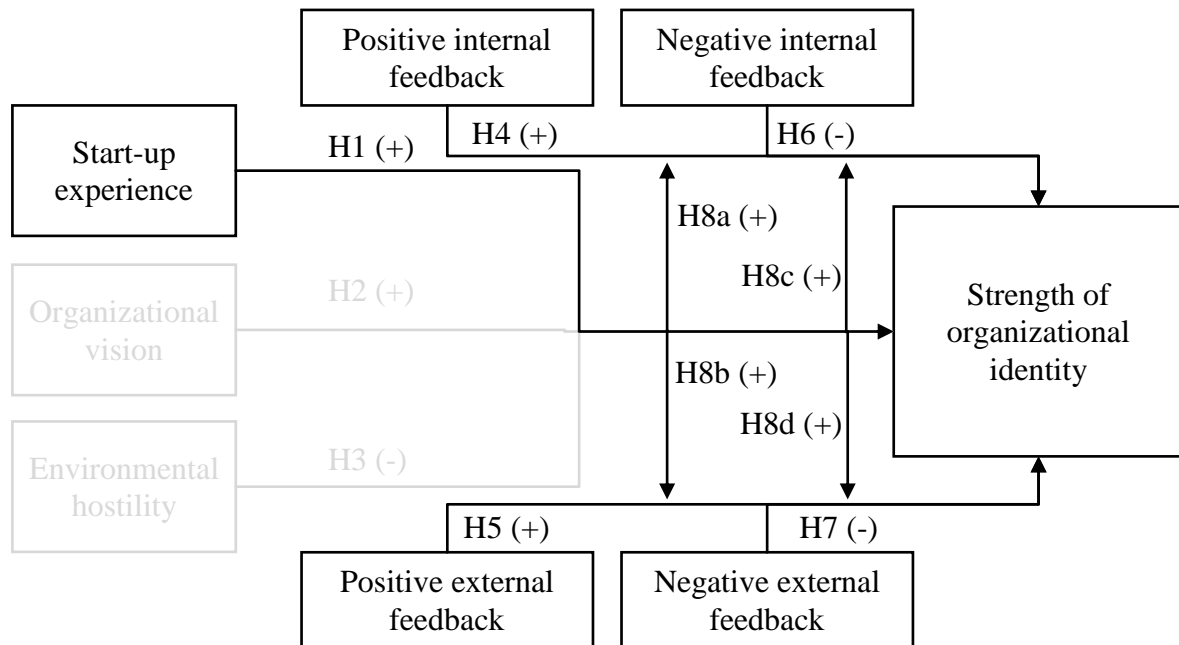 Positive internal
feedback
Negative internal
feedback
Start-up
experience
H1 (+)
H4 (+)
H6 (-)
H8a (+)
H8c (+)
Organizational
vision
H2 (+)
Strength of
organizational
identity
H8b (+)
H8d (+)
Environmental
hostility
H3 (-)
H5 (+)
H7 (-)
Positive external
feedback
Negative external
feedback